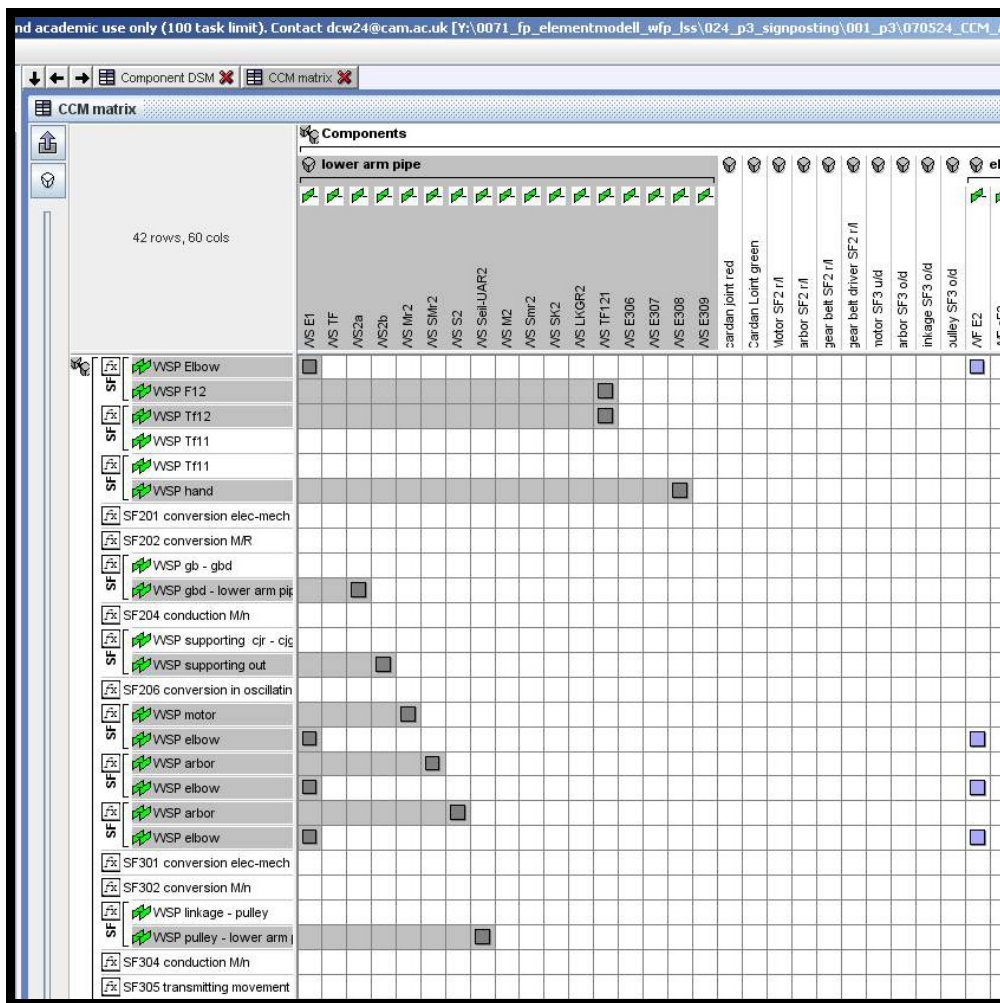 nd academic use only (100 task limit). Contact dcw24@cam.ac.uk [Y:\0071_fp_elementmodell_wfp_lss\024_p3_signposting\001_p3\070524_CCM_
Component DSM CCM matrix
CCM matrix
Components
lower arm pipe
el
42 rows, 60 cols
WS E1
WS TF
WS2a
WS2b
WS Mr2
WS SMr2
WS S2
WS Seil-UAR2
WS M2
WS Smr2
WS SK2
WS LKGR2
WS TF121
WS E306
WS E307
WS E308
WS E309
cardan joint red
Cardan Loint green
Motor SF2 r/l
arbor SF2 r/l
gear belt SF2 r/l
gear belt driver SF2 r/l
motor SF3 u/d
arbor SF3 o/d
linkage SF3 o/d
pulley SF3 o/d
WF E2
SF WSP Elbow
WSP F12
SF WSP Tf12
WSP Tf11
SF WSP Tf11
WSP hand
SF201 conversion elec-mech
SF202 conversion M/R
SF WSP gb - gbd
WSP gbd - lower arm pip
SF204 conduction M/n
SF WSP supporting cjr - cjg
WSP supporting out
SF206 conversion in oscillatin
SF WSP motor
WSP elbow
SF WSP arbor
WSP elbow
SF WSP arbor
WSP elbow
SF301 conversion elec-mech
SF302 conversion M/n
SF WSP linkage - pulley
WSP pulley - lower arm
SF304 conduction M/n
SF305 transmitting movement